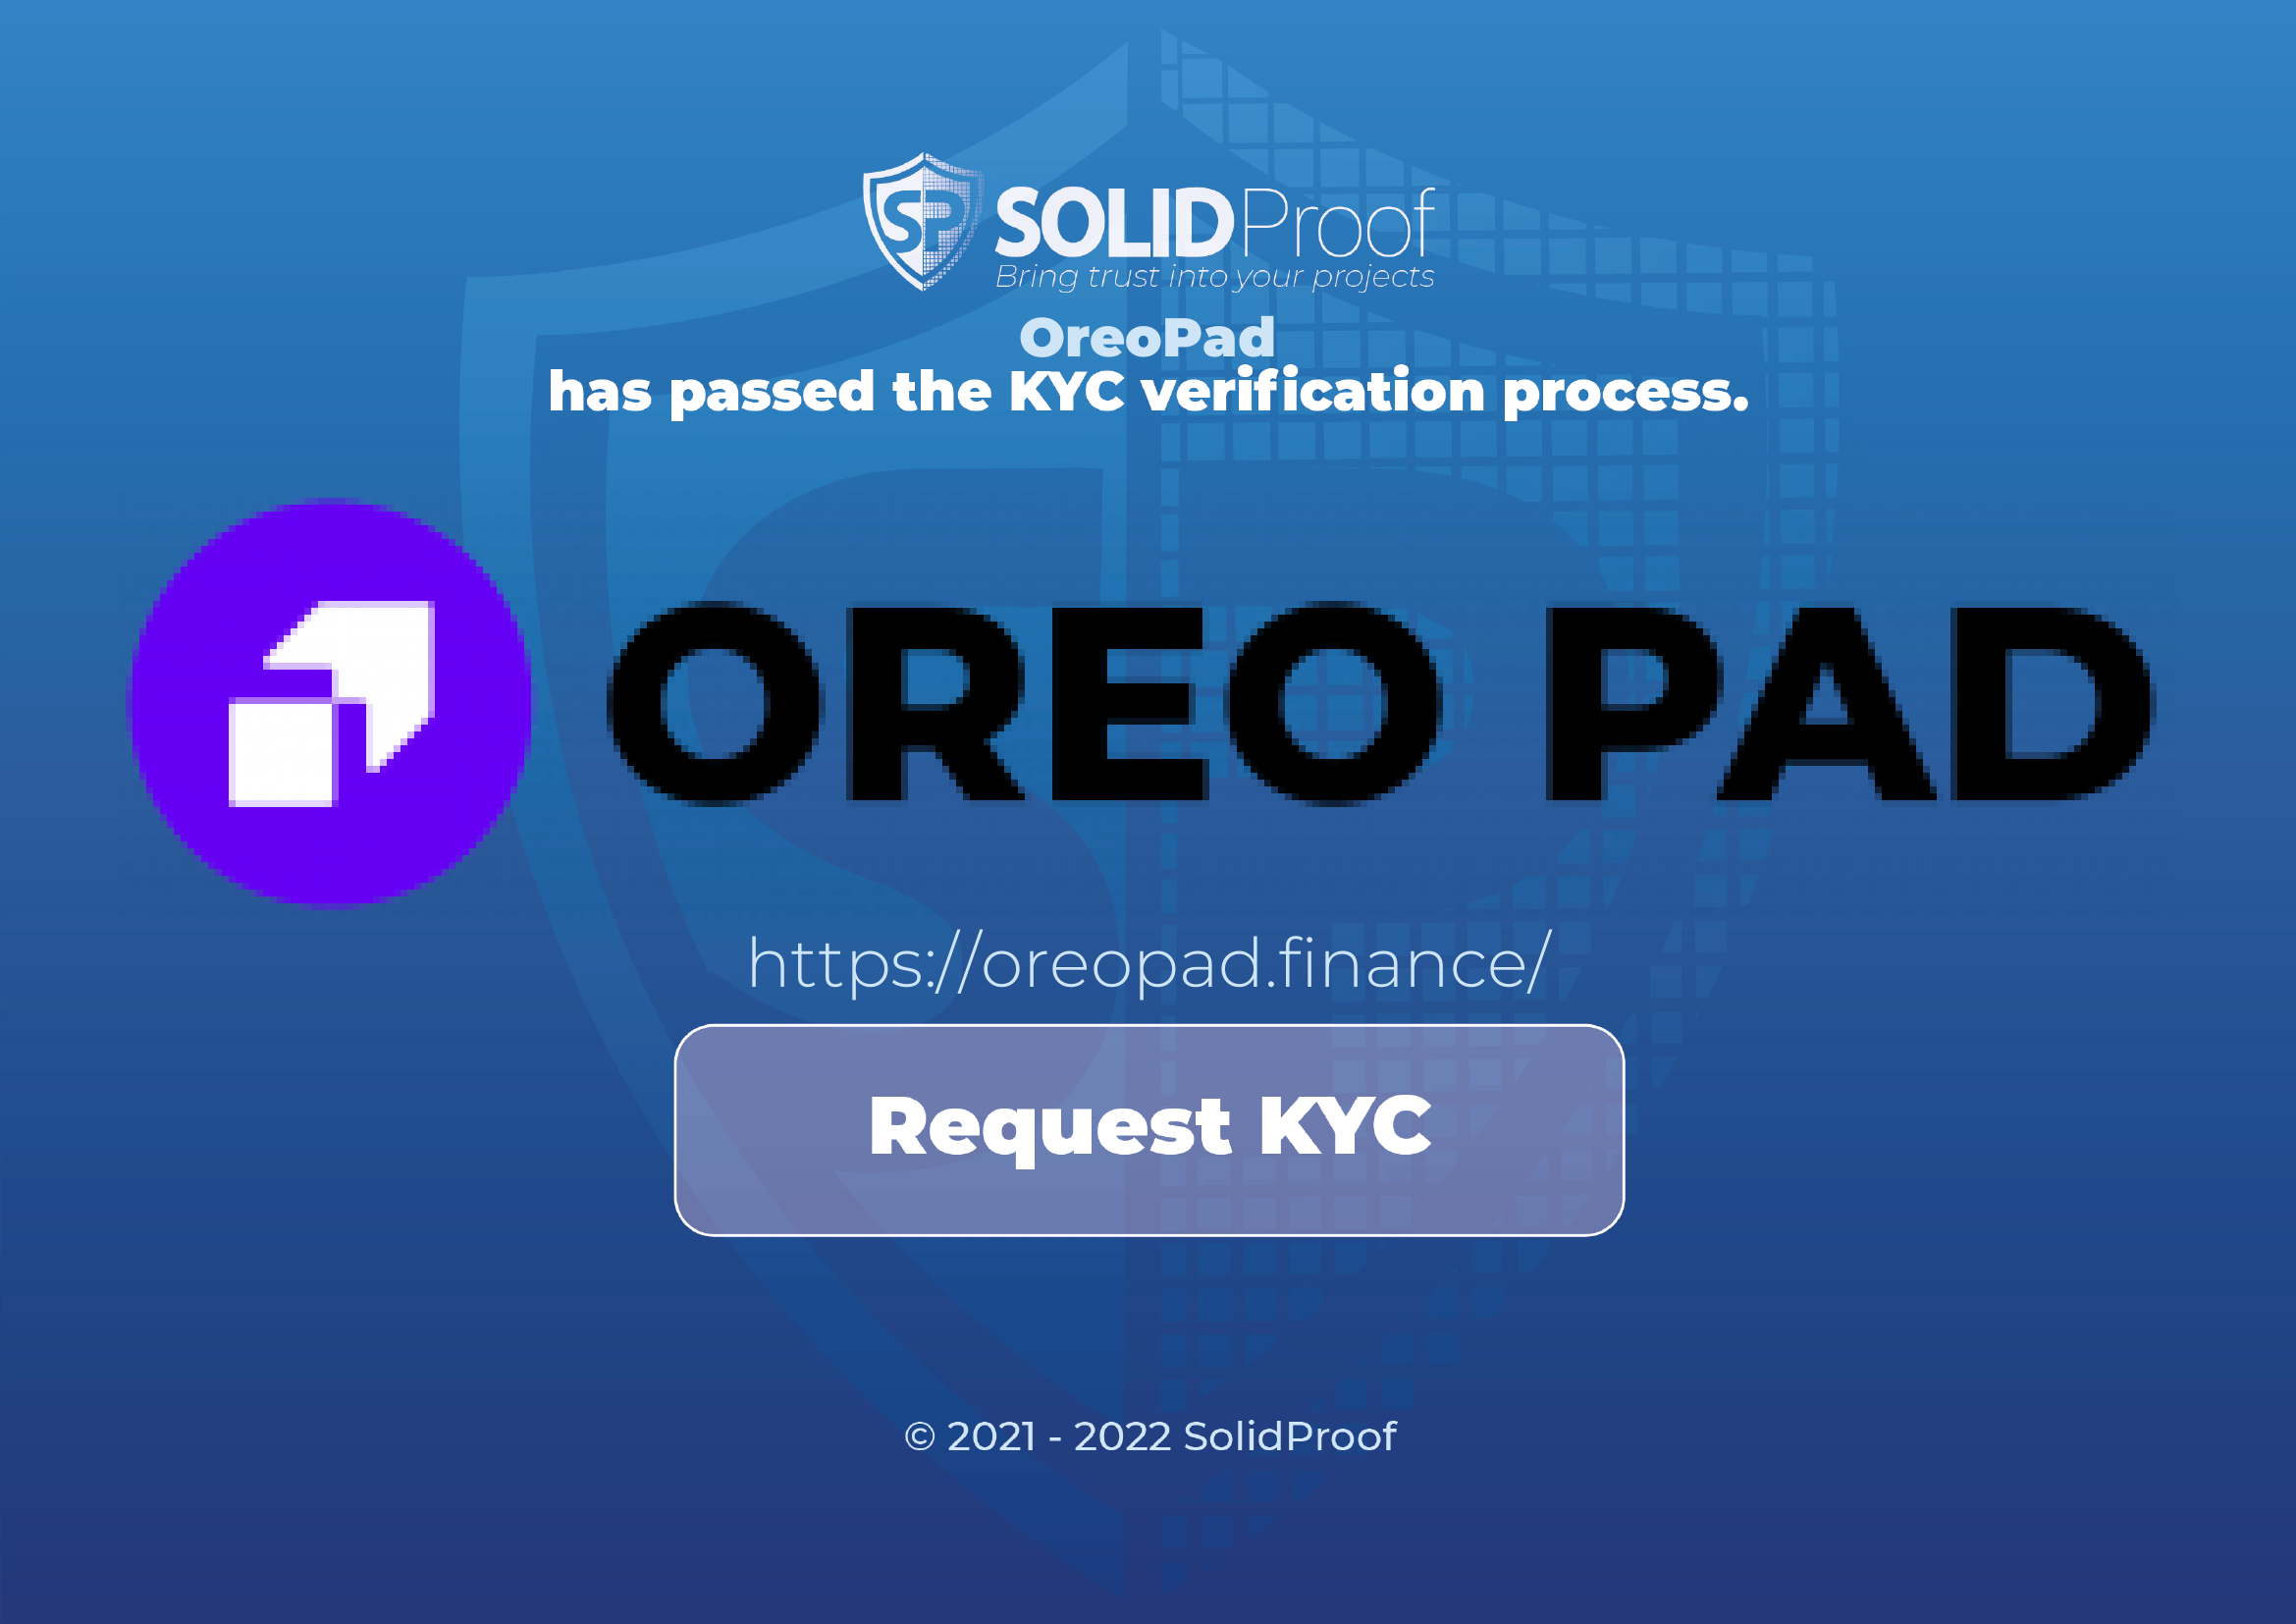 SP SOLIDProof
Bring trust into your projects
OreoPad
has passed the KYC verification process.
OREO PAD
https://oreopad.finance/
Request KYC
© 2021 - 2022 SolidProof